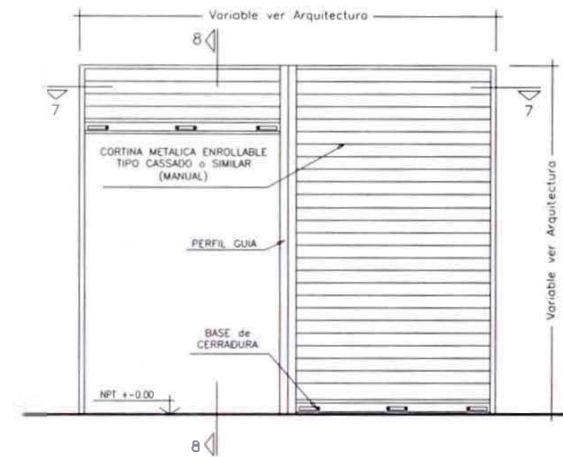 Variable ver Arquitectura
8
7
7
CORTINA METALICA ENROLLABLE
TIPO CASSADO o SIMILAR
(MANUAL)
PERFIL GUIA
Variable ver Arquitectura
BASE de
CERRADURA
NPT +-0.00
8